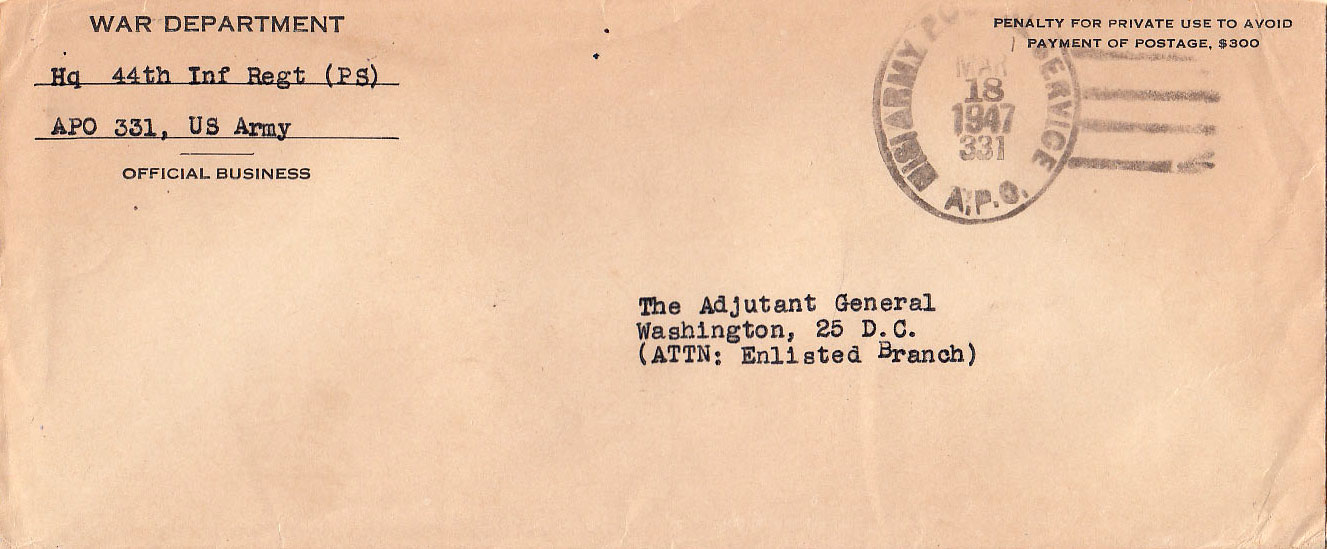 WAR DEPARTMENT
Hq 44th Inf Regt (PS)
APO 331, US Army
OFFICIAL BUSINESS
PENALTY FOR PRIVATE USE TO AVOID
PAYMENT OF POSTAGE, $300
ARMY SERVICE
MAR
18
1947
331
A.P.O.
The Adjutant General
Washington, 25 D.C.
(ATTN: Enlisted Branch)